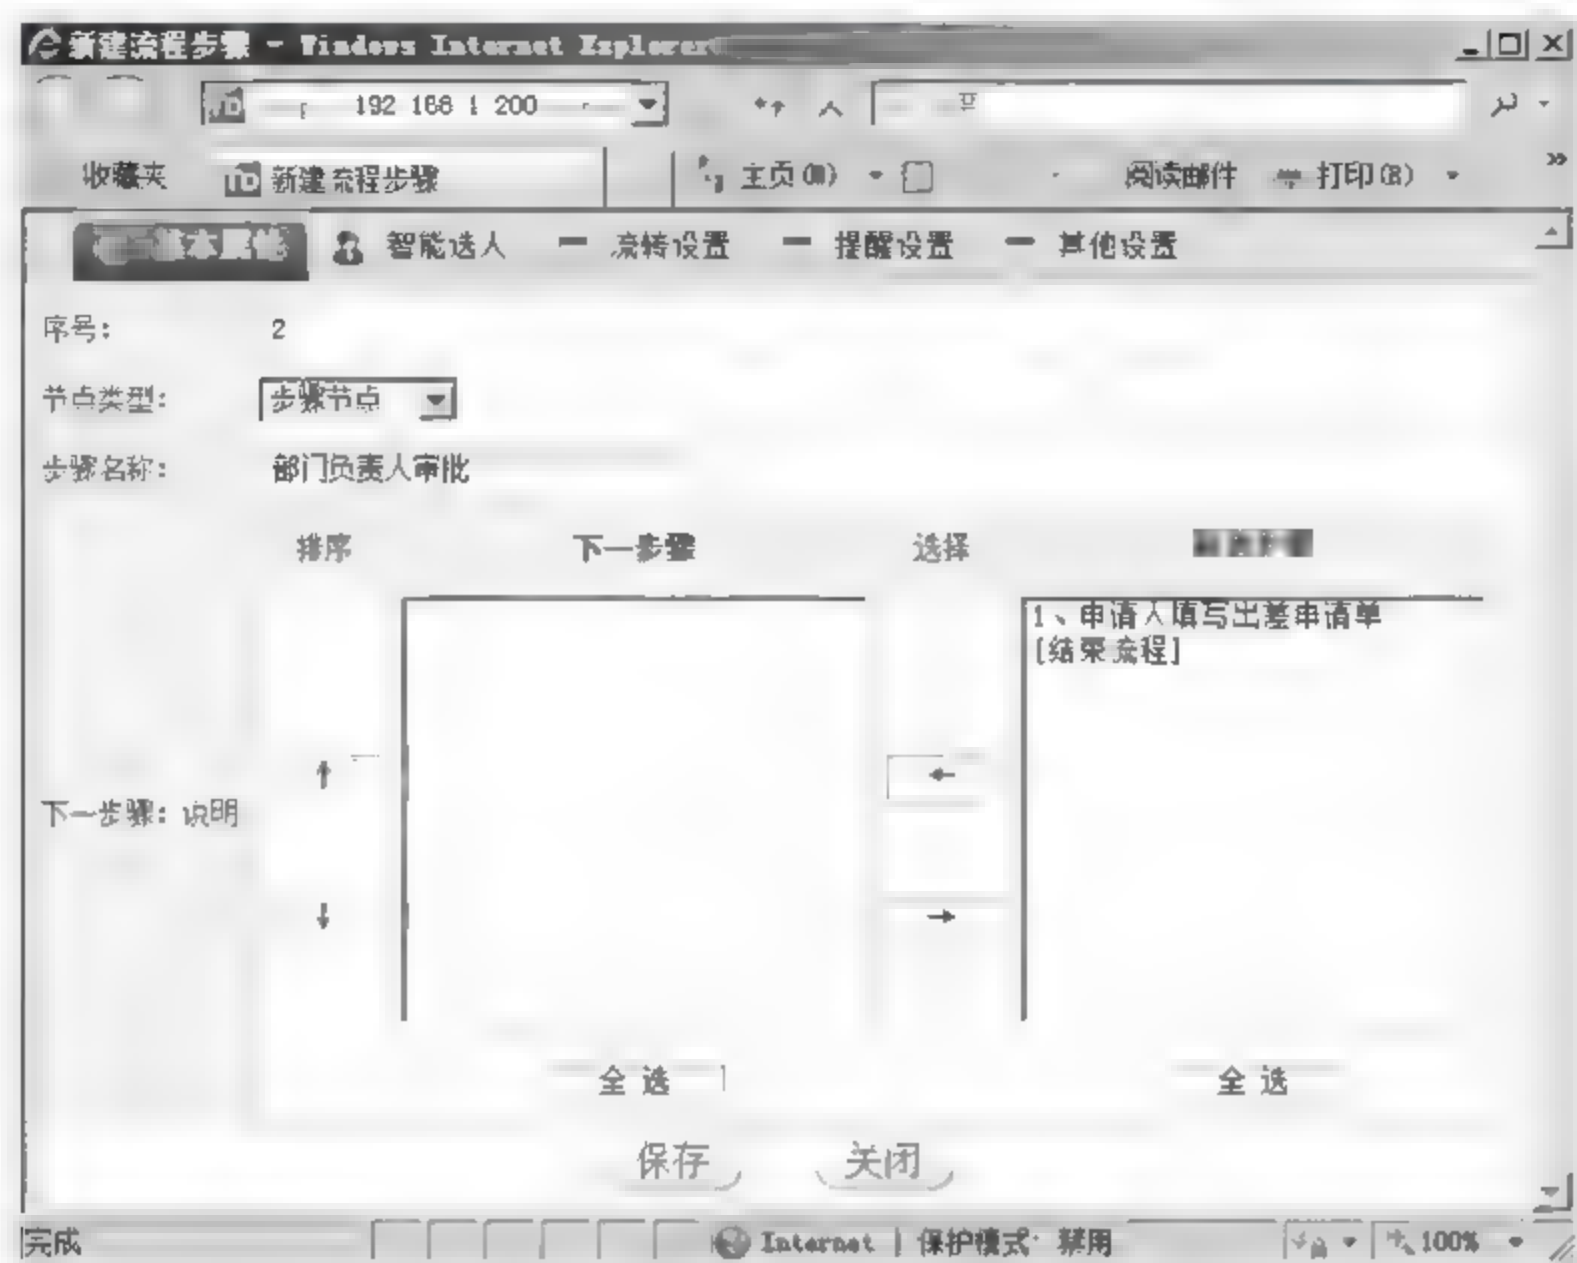 新建流程步骤 - Windows Internet Explorer
192 168 1 200
收藏夹 新建流程步骤 主页(M) 阅读邮件 打印(R) »
基本属性 智能选人 流转设置 提醒设置 其他设置
序号: 2
节点类型: 步骤节点
步骤名称: 部门负责人审批
排序 下一步骤 选择
1、申请人填写出差申请单
[结束流程]
↑ ←
下一步骤: 说明
↓ →
全 选 全 选
保存 关闭
完成 Internet | 保护模式: 禁用 100%